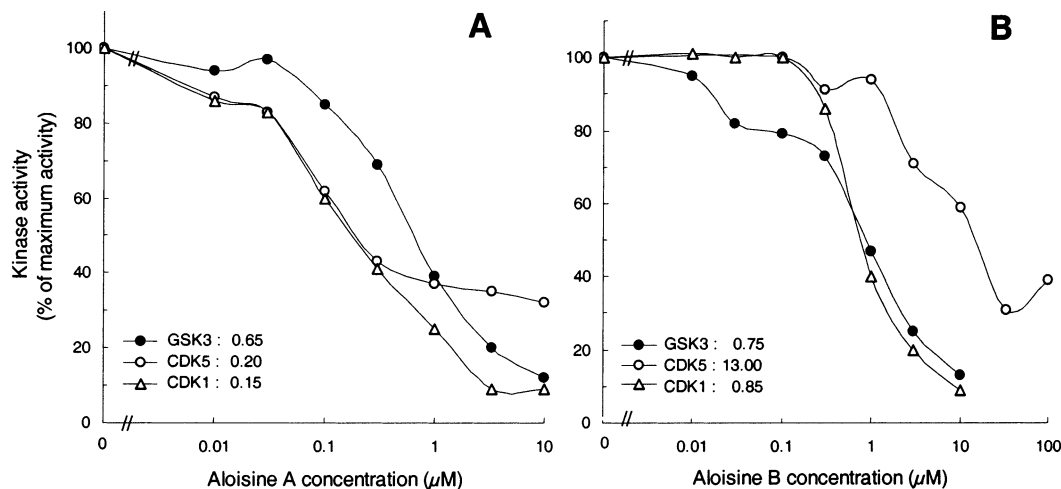 A
Kinase activity
(% of maximum activity)
100
80
60
40
20
0
GSK3 : 0.65
CDK5 : 0.20
CDK1 : 0.15
0 0.01 0.1 1 10
Aloisine A concentration (µM)
B
100
80
60
40
20
0
GSK3 : 0.75
CDK5 : 13.00
CDK1 : 0.85
0 0.01 0.1 1 10 100
Aloisine B concentration (µM)